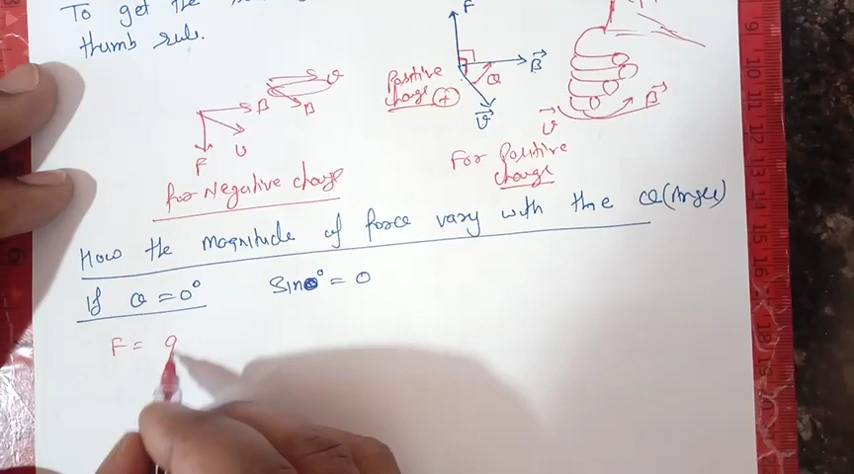 To get the
thumb rule.
F
B
θ
v
Positive
charge (+)
B
v
B
v
B
F
v
For Negative charge
For Positive
charge
How the magnitude of force vary with the θ(Angle)
If θ = 0° Sin0° = 0
F = q